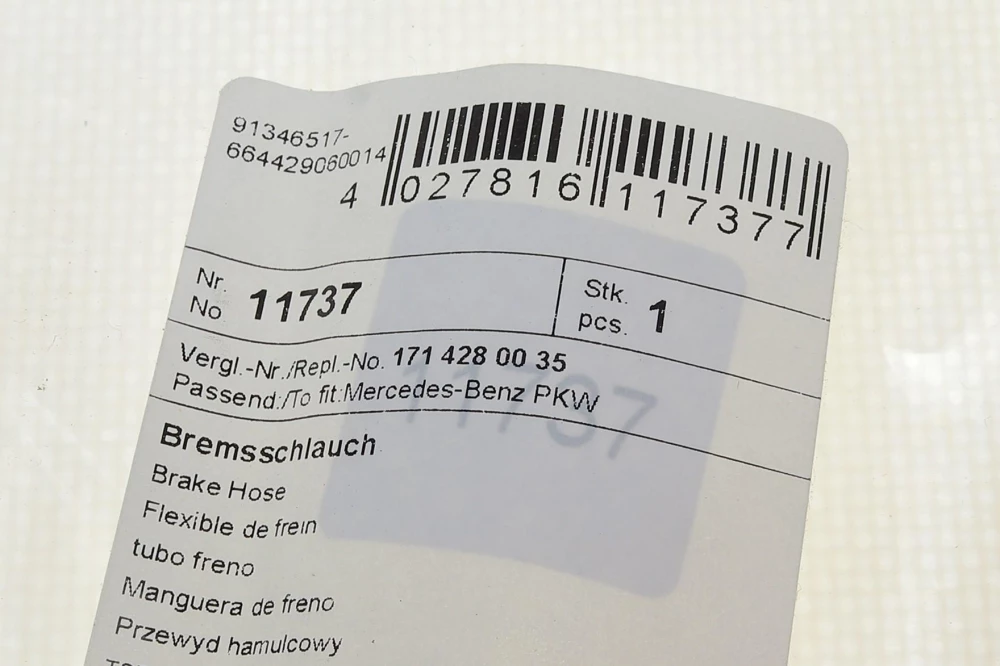 91346517-
664429060014
4 027816 117377
Nr.
No 11737
Stk.
pcs. 1
Vergl.-Nr./Repl.-No. 171 428 00 35
Passend:/To fit:Mercedes-Benz PKW
11737
Bremsschlauch
Brake Hose
Flexible de frein
tubo freno
Manguera de freno
Przewyd hamulcowy